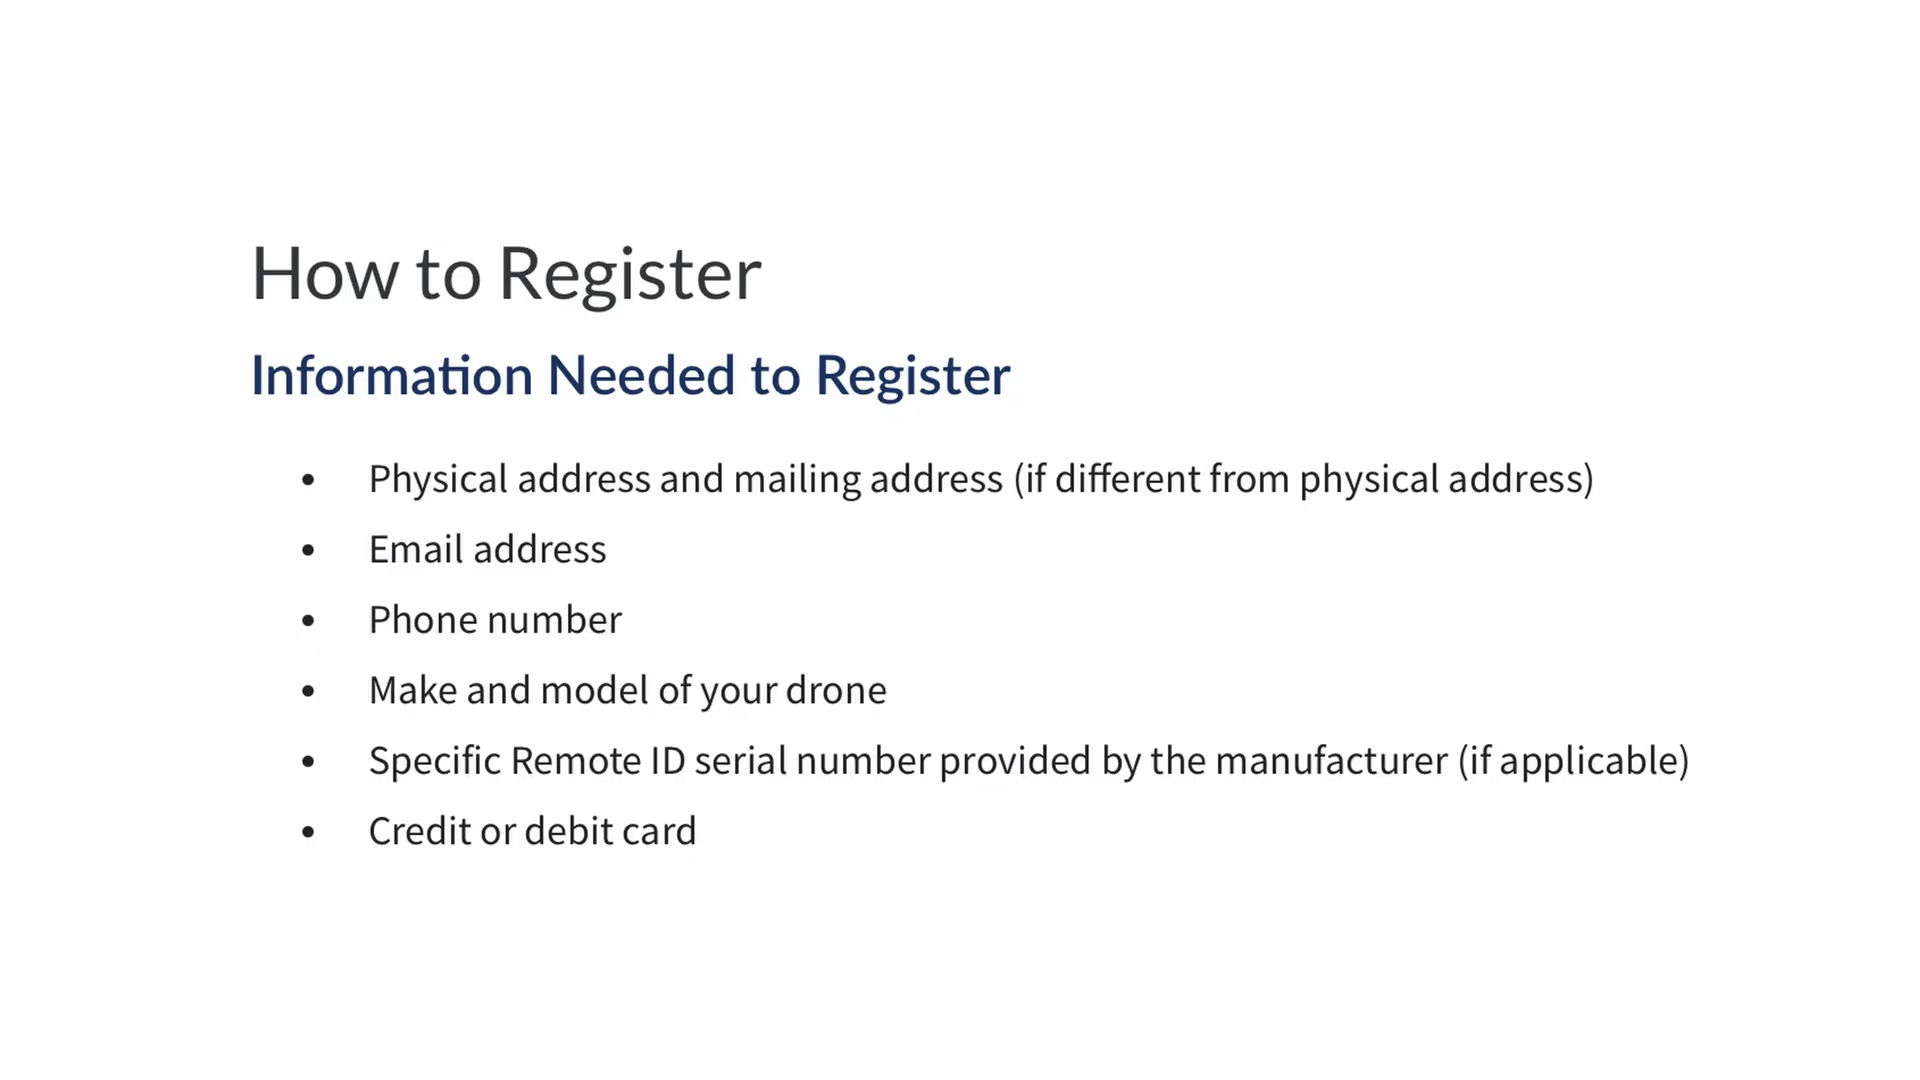 How to Register
Information Needed to Register
• Physical address and mailing address (if different from physical address)
• Email address
• Phone number
• Make and model of your drone
• Specific Remote ID serial number provided by the manufacturer (if applicable)
• Credit or debit card